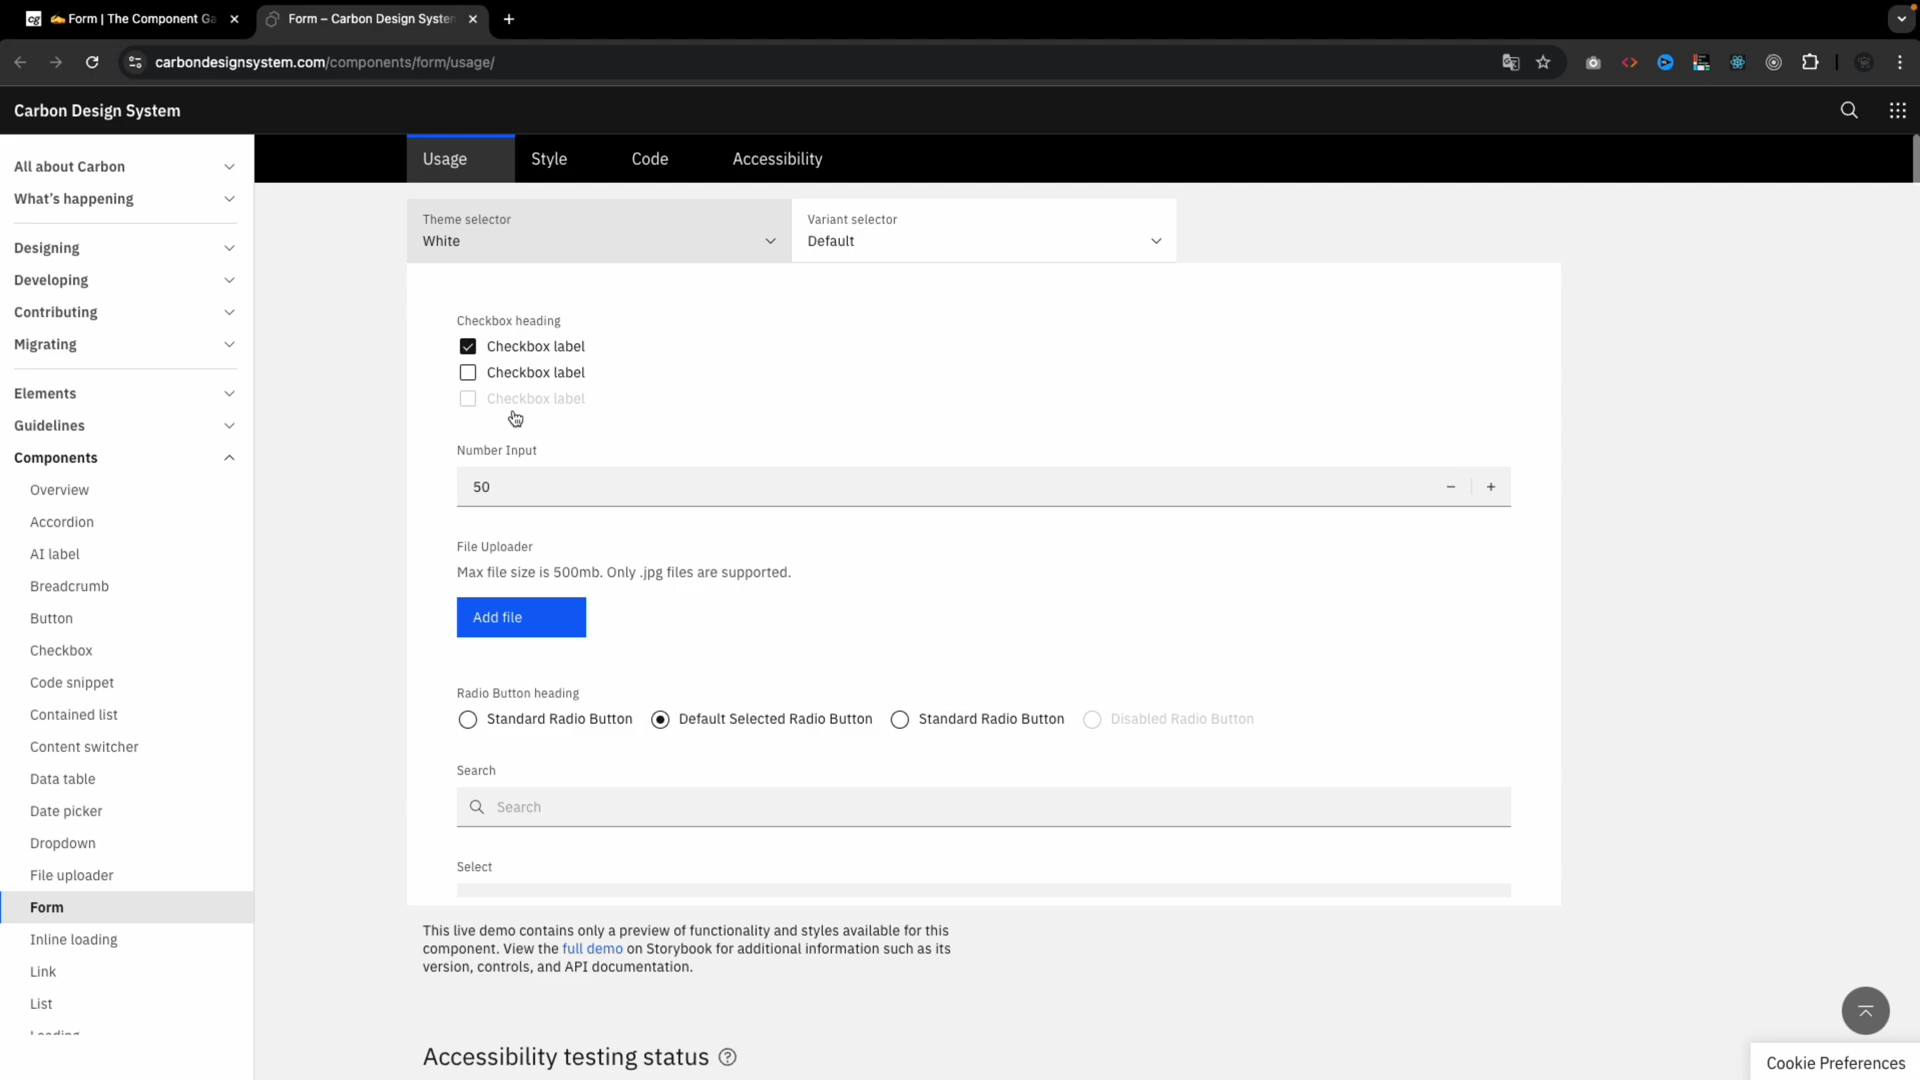 cg ✍️ Form | The Component Ga
Form – Carbon Design System
carbondesignsystem.com/components/form/usage/
Carbon Design System
All about Carbon
What's happening
Designing
Developing
Contributing
Migrating
Elements
Guidelines
Components
Overview
Accordion
AI label
Breadcrumb
Button
Checkbox
Code snippet
Contained list
Content switcher
Data table
Date picker
Dropdown
File uploader
Form
Inline loading
Link
List
Loading
Usage
Style
Code
Accessibility
Theme selector
White
Variant selector
Default
Checkbox heading
Checkbox label
Checkbox label
Checkbox label
Number Input
50
File Uploader
Max file size is 500mb. Only .jpg files are supported.
Add file
Radio Button heading
Standard Radio Button
Default Selected Radio Button
Standard Radio Button
Disabled Radio Button
Search
Search
Select
This live demo contains only a preview of functionality and styles available for this
component. View the full demo on Storybook for additional information such as its
version, controls, and API documentation.
Accessibility testing status
Cookie Preferences